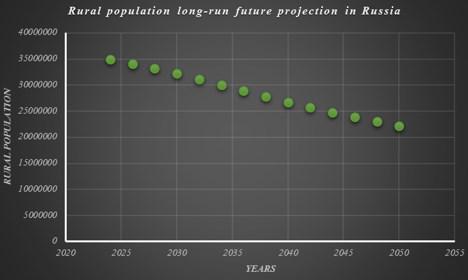 Rural population long-run future projection in Russia
40000000
35000000
30000000
25000000
20000000
15000000
10000000
5000000
0
RURAL POPULATION
2020 2025 2030 2035 2040 2045 2050 2055
YEARS